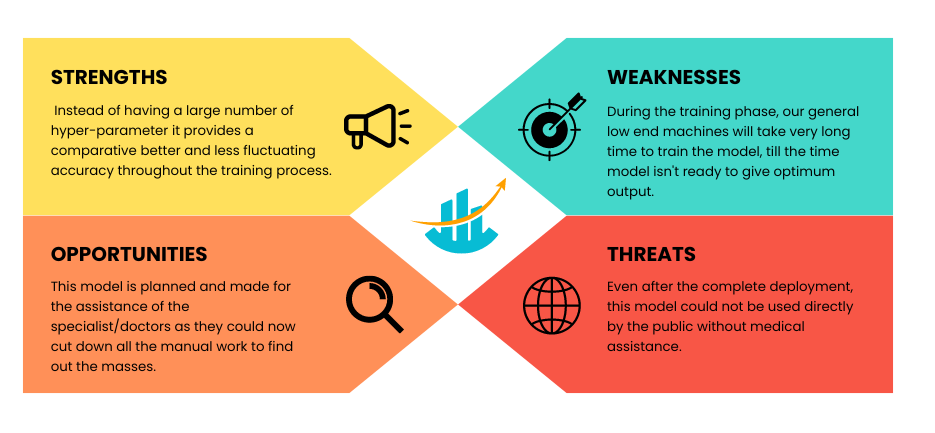 STRENGTHS
Instead of having a large number of
hyper-parameter it provides a
comparative better and less fluctuating
accuracy throughout the training process.
WEAKNESSES
During the training phase, our general
low end machines will take very long
time to train the model, till the time
model isn't ready to give optimum
output.
OPPORTUNITIES
This model is planned and made for
the assistance of the
specialist/doctors as they could now
cut down all the manual work to find
out the masses.
THREATS
Even after the complete deployment,
this model could not be used directly
by the public without medical
assistance.